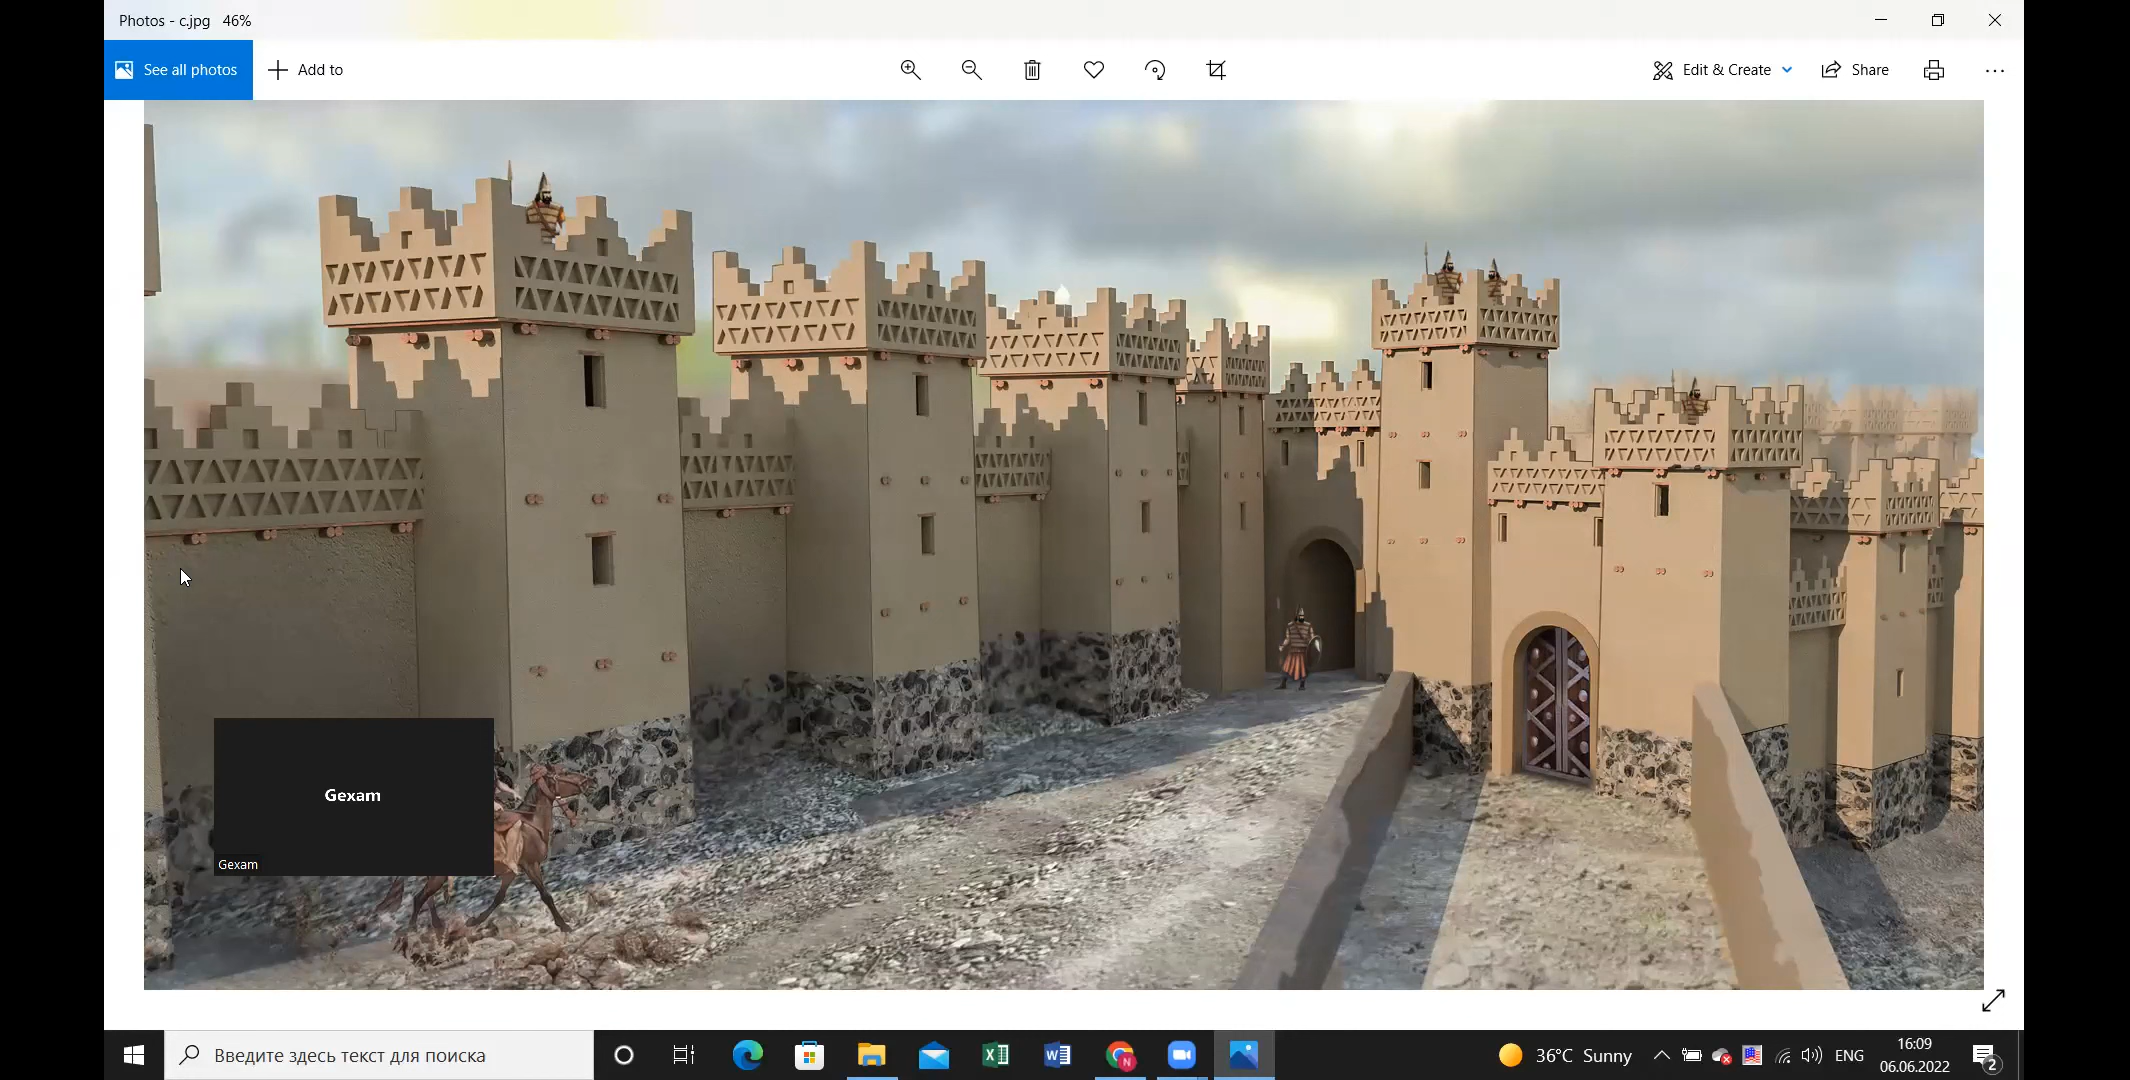 Photos - c.jpg 46%
See all photos
Add to
Edit & Create
Share
Gexam
Gexam
Введите здесь текст для поиска
36°C Sunny
ENG
16:09
06.06.2022
2